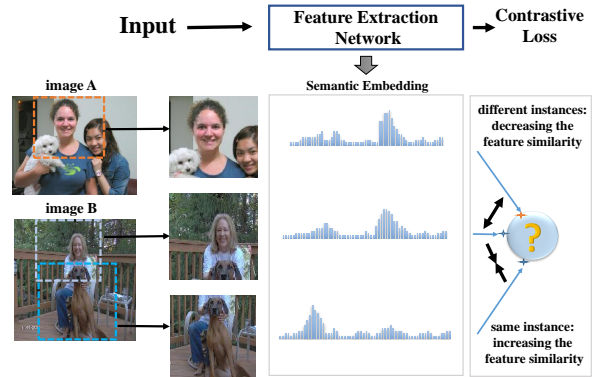 Input
Feature Extraction
Network
Contrastive
Loss
image A
Semantic Embedding
different instances:
decreasing the
feature similarity
image B
?
same instance:
increasing the
feature similarity